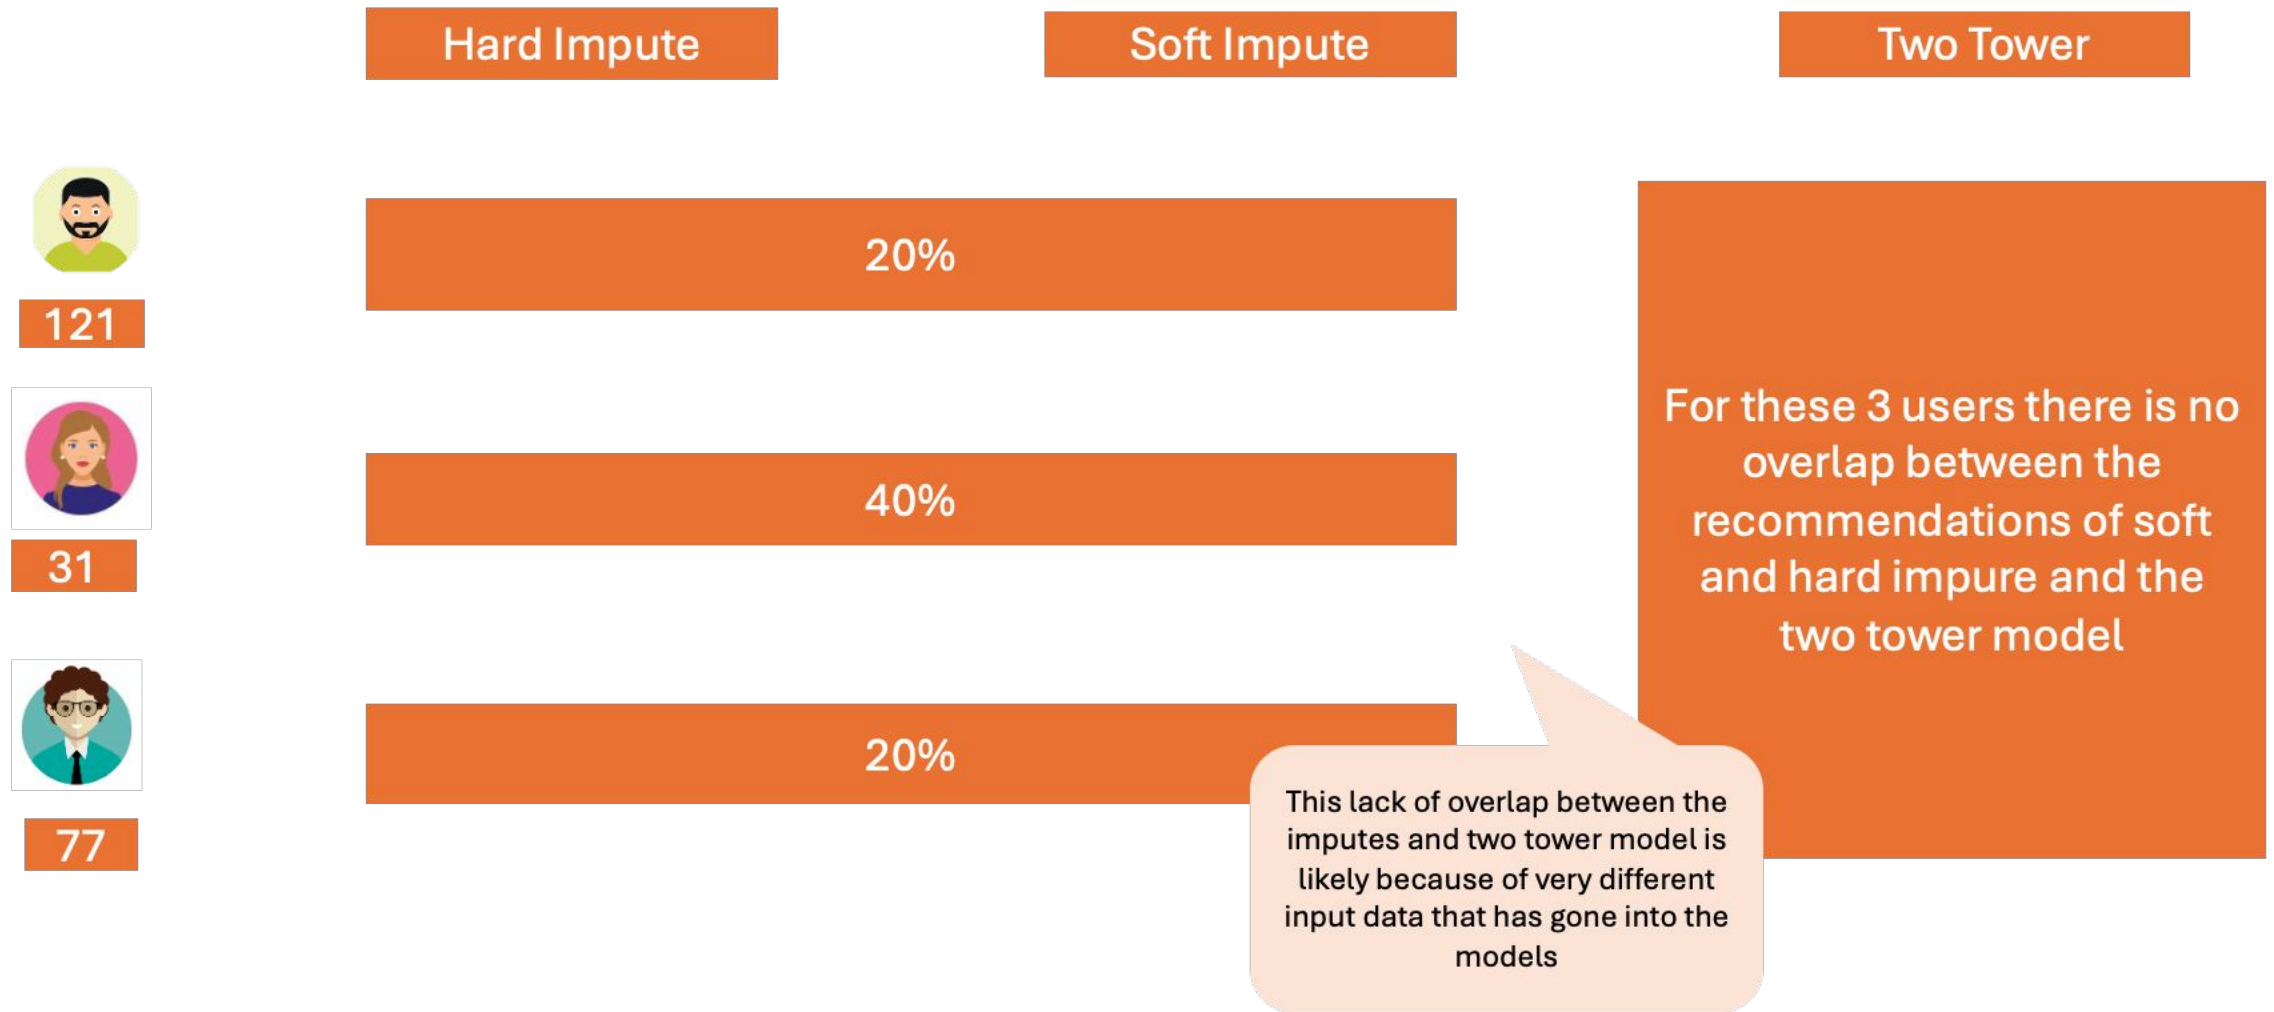 Hard Impute
Soft Impute
Two Tower
121
20%
31
40%
77
20%
For these 3 users there is no
overlap between the
recommendations of soft
and hard impure and the
two tower model
This lack of overlap between the
imputes and two tower model is
likely because of very different
input data that has gone into the
models